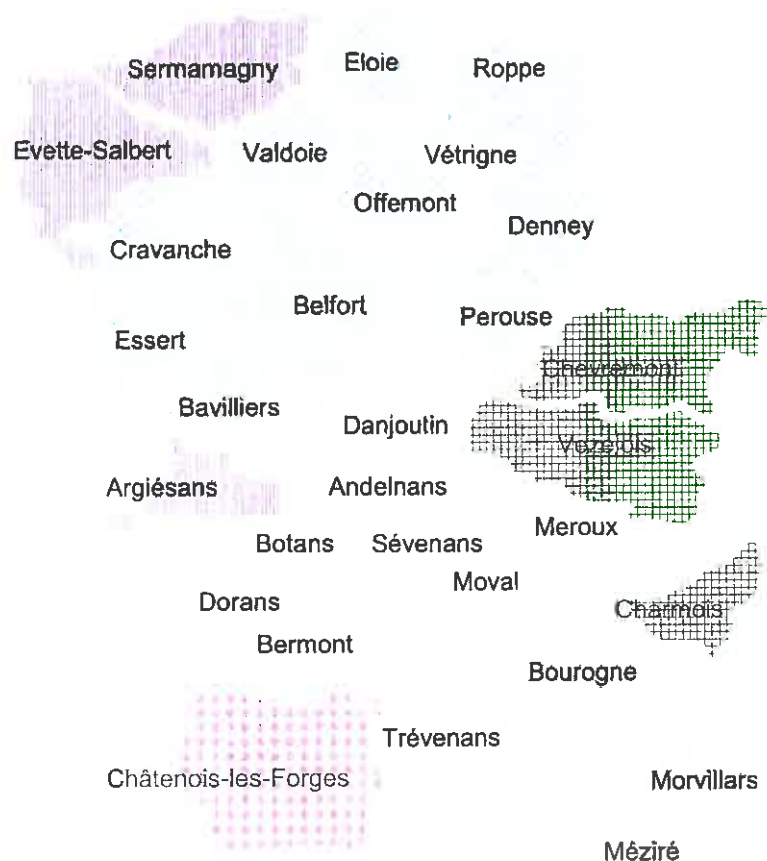 Sermamagny
Eloie
Roppe
Evette-Salbert
Valdoie
Vétrigne
Offemont
Denney
Cravanche
Belfort
Perouse
Essert
Chevremont
Bavilliers
Danjoutin
Vezelois
Argiésans
Andelnans
Meroux
Botans
Sévenans
Moval
Dorans
Charmois
Bermont
Bourogne
Trévenans
Châtenois-les-Forges
Morvillars
Méziré